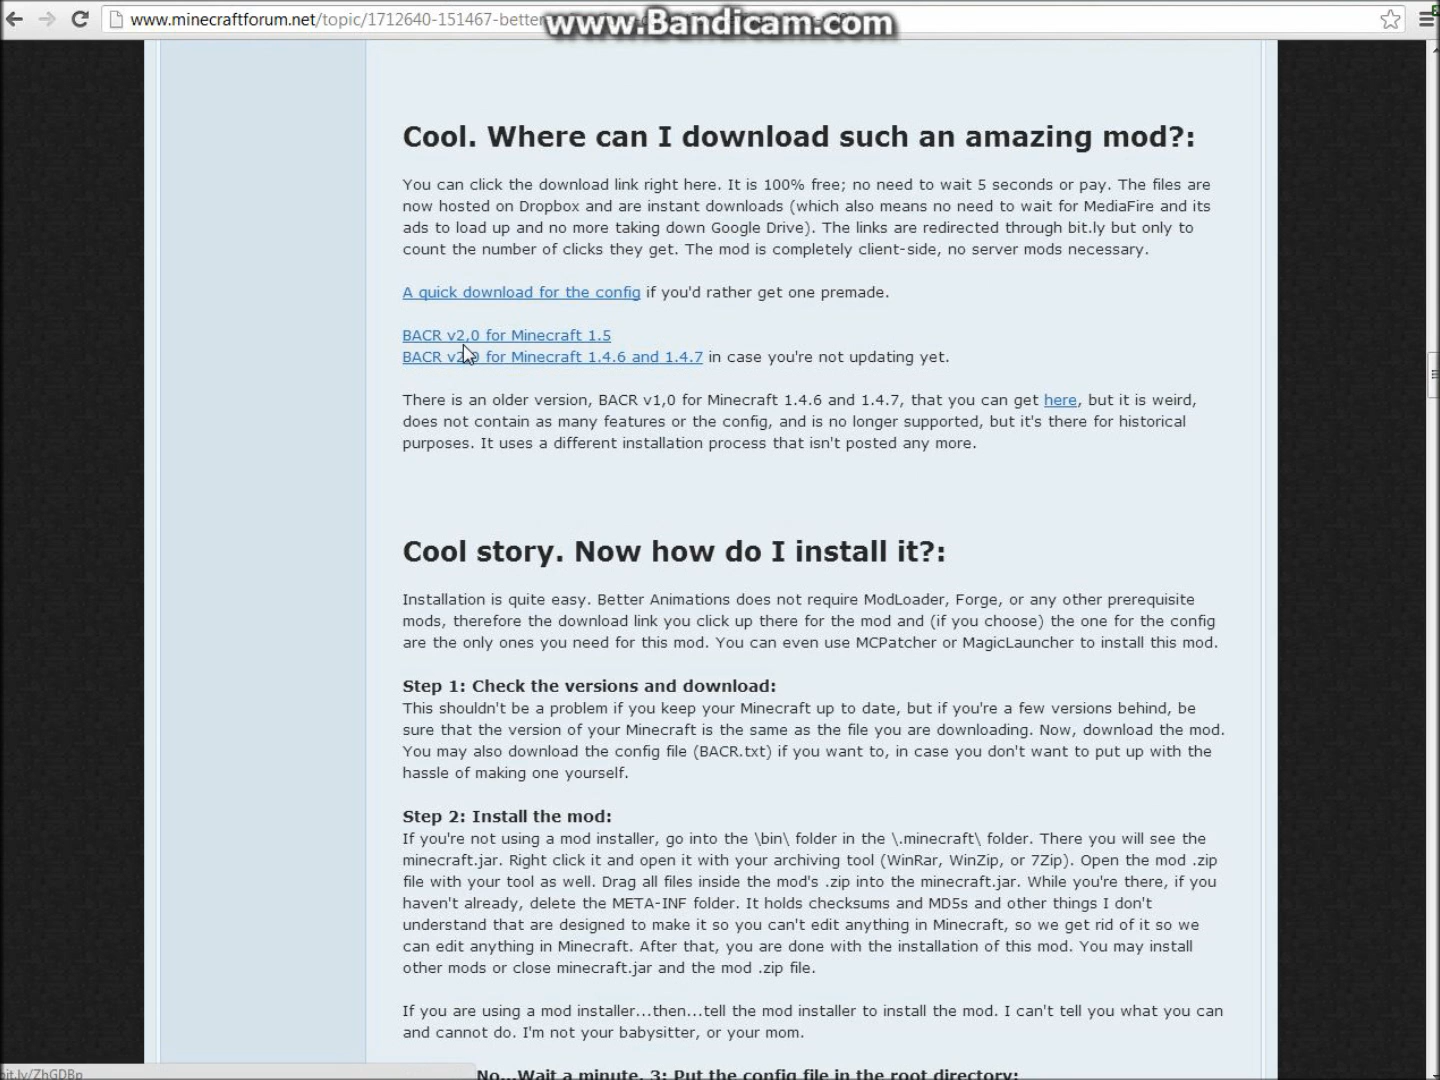 www.minecraftforum.net/topic/1712640-151467-better-
www.Bandicam.com
Cool. Where can I download such an amazing mod?:
You can click the download link right here. It is 100% free; no need to wait 5 seconds or pay. The files are
now hosted on Dropbox and are instant downloads (which also means no need to wait for MediaFire and its
ads to load up and no more taking down Google Drive). The links are redirected through bit.ly but only to
count the number of clicks they get. The mod is completely client-side, no server mods necessary.
A quick download for the config if you'd rather get one premade.
BACR v2,0 for Minecraft 1.5
BACR v2,0 for Minecraft 1.4.6 and 1.4.7 in case you're not updating yet.
There is an older version, BACR v1,0 for Minecraft 1.4.6 and 1.4.7, that you can get here, but it is weird,
does not contain as many features or the config, and is no longer supported, but it's there for historical
purposes. It uses a different installation process that isn't posted any more.
Cool story. Now how do I install it?:
Installation is quite easy. Better Animations does not require ModLoader, Forge, or any other prerequisite
mods, therefore the download link you click up there for the mod and (if you choose) the one for the config
are the only ones you need for this mod. You can even use MCPatcher or MagicLauncher to install this mod.
Step 1: Check the versions and download:
This shouldn't be a problem if you keep your Minecraft up to date, but if you're a few versions behind, be
sure that the version of your Minecraft is the same as the file you are downloading. Now, download the mod.
You may also download the config file (BACR.txt) if you want to, in case you don't want to put up with the
hassle of making one yourself.
Step 2: Install the mod:
If you're not using a mod installer, go into the \bin\ folder in the \.minecraft\ folder. There you will see the
minecraft.jar. Right click it and open it with your archiving tool (WinRar, WinZip, or 7Zip). Open the mod .zip
file with your tool as well. Drag all files inside the mod's .zip into the minecraft.jar. While you're there, if you
haven't already, delete the META-INF folder. It holds checksums and MD5s and other things I don't
understand that are designed to make it so you can't edit anything in Minecraft, so we get rid of it so we
can edit anything in Minecraft. After that, you are done with the installation of this mod. You may install
other mods or close minecraft.jar and the mod .zip file.
If you are using a mod installer...then...tell the mod installer to install the mod. I can't tell you what you can
and cannot do. I'm not your babysitter, or your mom.
No...Wait a minute. 3: Put the config file in the root directory:
bit.ly/ZhGDBp